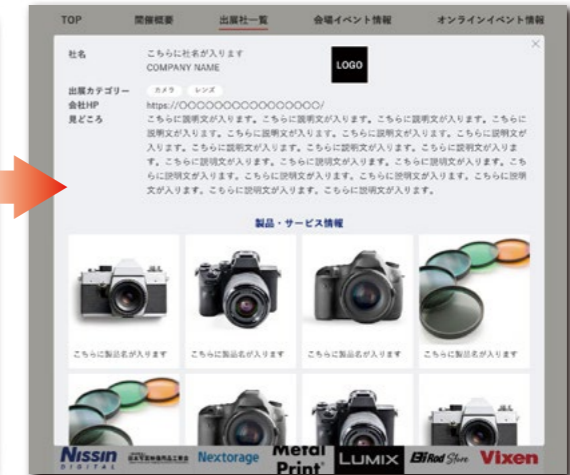 TOP 開催概要 出展社一覧 会場イベント情報 オンラインイベント情報
社名 こちらに社名が入ります
COMPANY NAME
LOGO
出展カテゴリー カメラ レンズ
会社HP https://〇〇〇〇〇〇〇〇〇〇〇〇〇〇〇〇/
見どころ こちらに説明文が入ります。こちらに説明文が入ります。こちらに説明文が入ります。こちらに
説明文が入ります。こちらに説明文が入ります。こちらに説明文が入ります。こちらに説明文が
入ります。こちらに説明文が入ります。こちらに説明文が入ります。こちらに説明文が入りま
す。こちらに説明文が入ります。こちらに説明文が入ります。こちらに説明文が入ります。こち
らに説明文が入ります。こちらに説明文が入ります。こちらに説明文が入ります。こちらに説明
文が入ります。こちらに説明文が入ります。こちらに説明文が入ります。
製品・サービス情報
こちらに製品名が入ります こちらに製品名が入ります こちらに製品名が入ります こちらに製品名が入ります
Nissin DIGITAL Nextorage Metal Print LUMIX BiRod Store Vixen